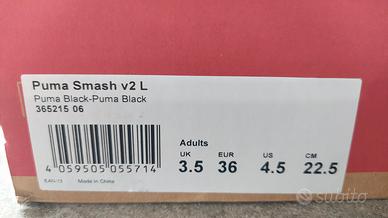 Puma Smash v2 L
Puma Black-Puma Black
365215 06
Adults
UK EUR US CM
3.5 36 4.5 22.5
4 059505 055714
EAN-13 Made in China
subito